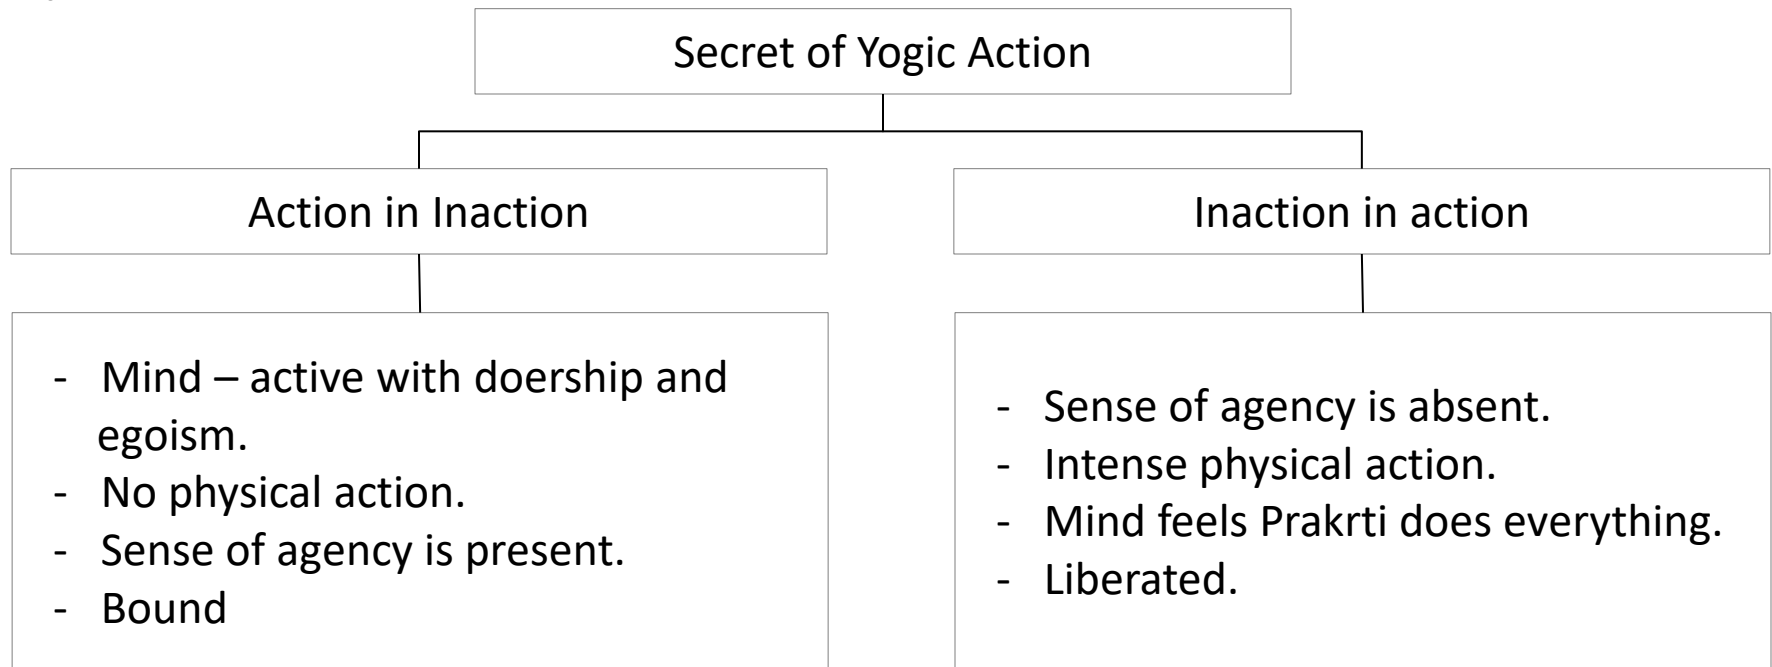 Secret of Yogic Action
Action in Inaction
Inaction in action
- Mind – active with doership and
egoism.
- No physical action.
- Sense of agency is present.
- Bound
- Sense of agency is absent.
- Intense physical action.
- Mind feels Prakrti does everything.
- Liberated.